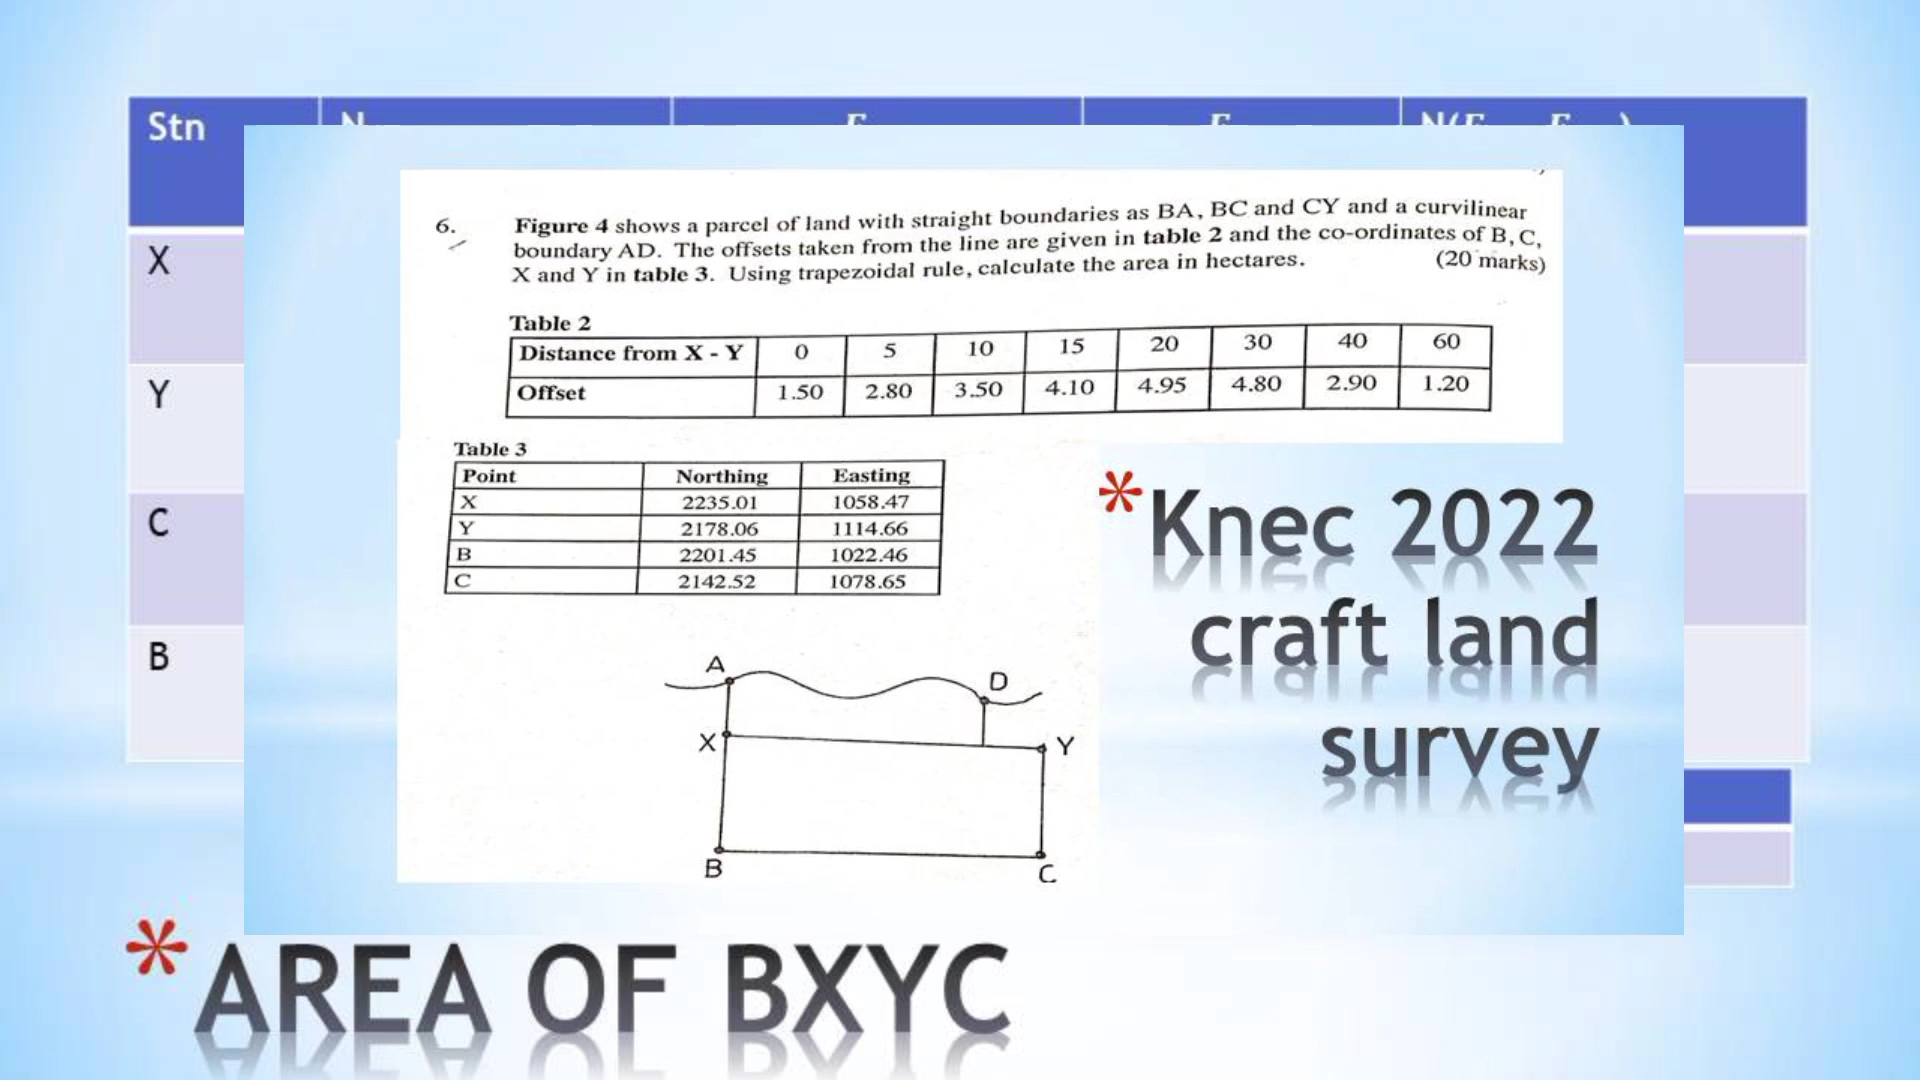 Stn
X
Y
C
B
6. Figure 4 shows a parcel of land with straight boundaries as BA, BC and CY and a curvilinear
boundary AD. The offsets taken from the line are given in table 2 and the co-ordinates of B, C,
X and Y in table 3. Using trapezoidal rule, calculate the area in hectares. (20 marks)
Table 2
Distance from X - Y 0 5 10 15 20 30 40 60
Offset 1.50 2.80 3.50 4.10 4.95 4.80 2.90 1.20
Table 3
Point Northing Easting
X 2235.01 1058.47
Y 2178.06 1114.66
B 2201.45 1022.46
C 2142.52 1078.65
A
D
X
Y
B
C
*Knec 2022
craft land
survey
*AREA OF BXYC